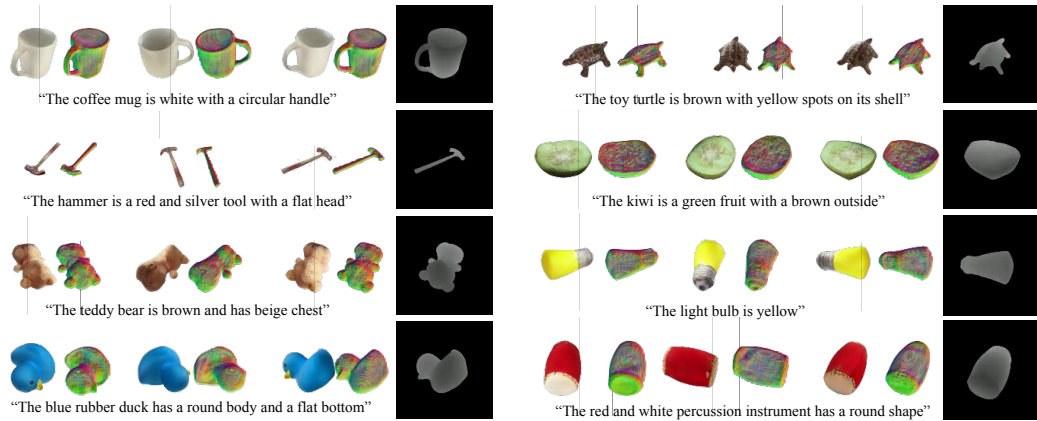 “The coffee mug is white with a circular handle”
“The toy turtle is brown with yellow spots on its shell”
“The hammer is a red and silver tool with a flat head”
“The kiwi is a green fruit with a brown outside”
“The teddy bear is brown and has beige chest”
“The light bulb is yellow”
“The blue rubber duck has a round body and a flat bottom”
“The red and white percussion instrument has a round shape”